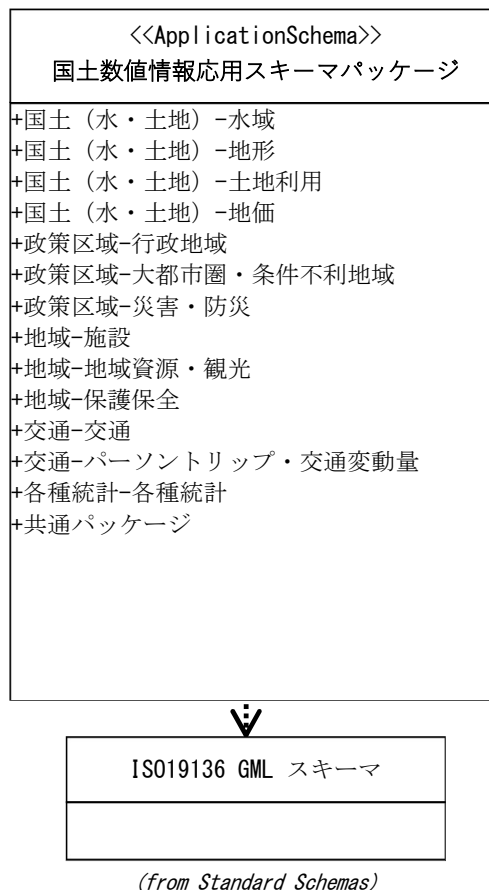 <<ApplicationSchema>>
国土数値情報応用スキーマパッケージ
+国土（水・土地）-水域
+国土（水・土地）-地形
+国土（水・土地）-土地利用
+国土（水・土地）-地価
+政策区域-行政地域
+政策区域-大都市圏・条件不利地域
+政策区域-災害・防災
+地域-施設
+地域-地域資源・観光
+地域-保護保全
+交通-交通
+交通-パーソントリップ・交通変動量
+各種統計-各種統計
+共通パッケージ
ISO19136 GML スキーマ
(from Standard Schemas)